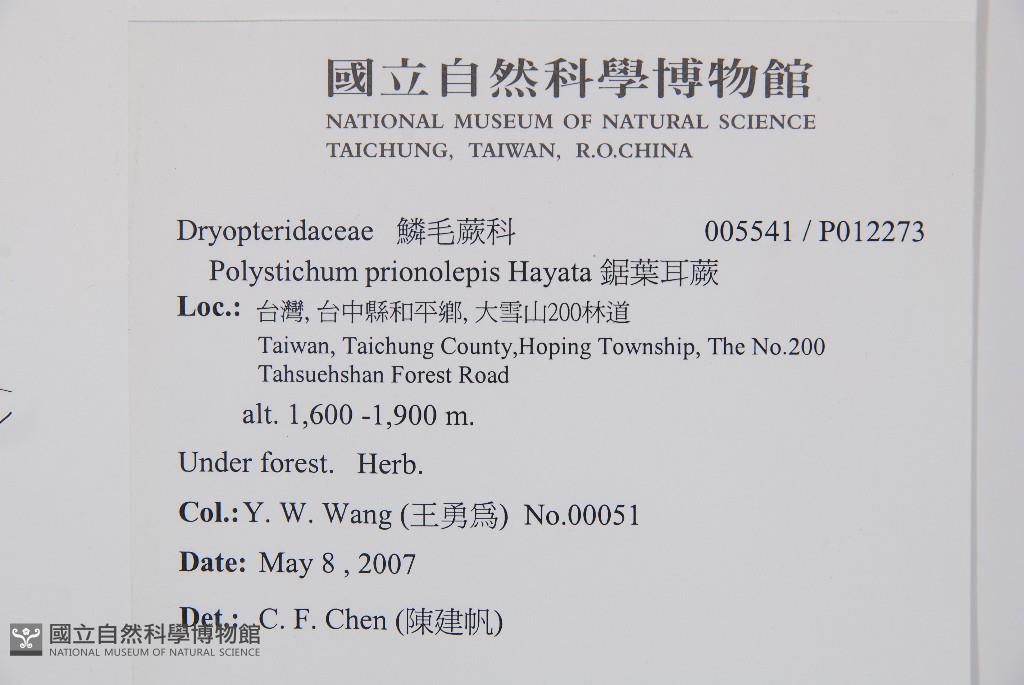 國立自然科學博物館
NATIONAL MUSEUM OF NATURAL SCIENCE
TAICHUNG, TAIWAN, R.O.CHINA
Dryopteridaceae 鱗毛蕨科 005541 / P012273
Polystichum prionolepis Hayata 鋸葉耳蕨
Loc.: 台灣, 台中縣和平鄉, 大雪山200林道
Taiwan, Taichung County,Hoping Township, The No.200
Tahsuehshan Forest Road
alt. 1,600 -1,900 m.
Under forest. Herb.
Col.: Y. W. Wang (王勇為) No.00051
Date: May 8 , 2007
Det.: C. F. Chen (陳建帆)
國立自然科學博物館
NATIONAL MUSEUM OF NATURAL SCIENCE